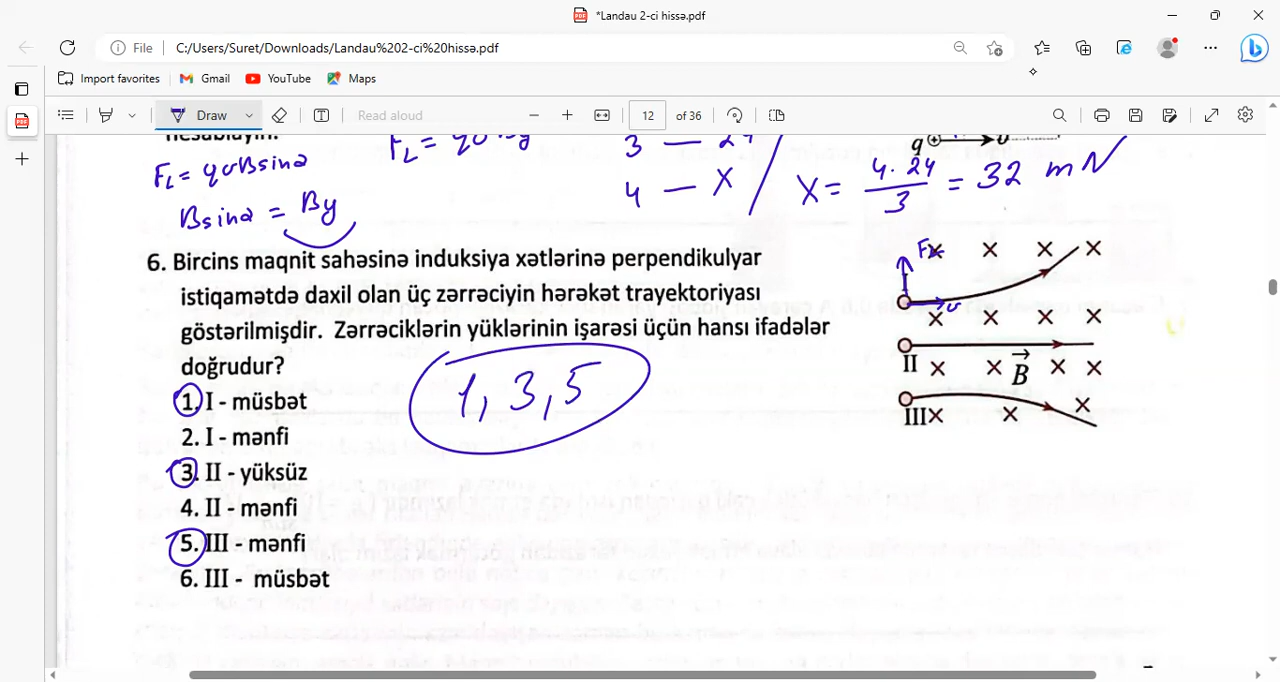 *Landau 2-ci hissə.pdf
File C:/Users/Suret/Downloads/Landau%202-ci%20hissə.pdf
Import favorites Gmail YouTube Maps
Draw Read aloud 12 of 36
hesablayın.
F_L = qυBsinα
Bsinα = By
3 — 24
4 — X
X = 4·24/3 = 32 mN
q υ
6. Bircins maqnit sahəsinə induksiya xətlərinə perpendikulyar
istiqamətdə daxil olan üç zərrəciyin hərəkət trayektoriyası
göstərilmişdir. Zərrəciklərin yüklərinin işarəsi üçün hansı ifadələr
doğrudur?
1. I - müsbət
2. I - mənfi
3. II - yüksüz
4. II - mənfi
5. III - mənfi
6. III - müsbət
1, 3, 5
υ
II
B
III